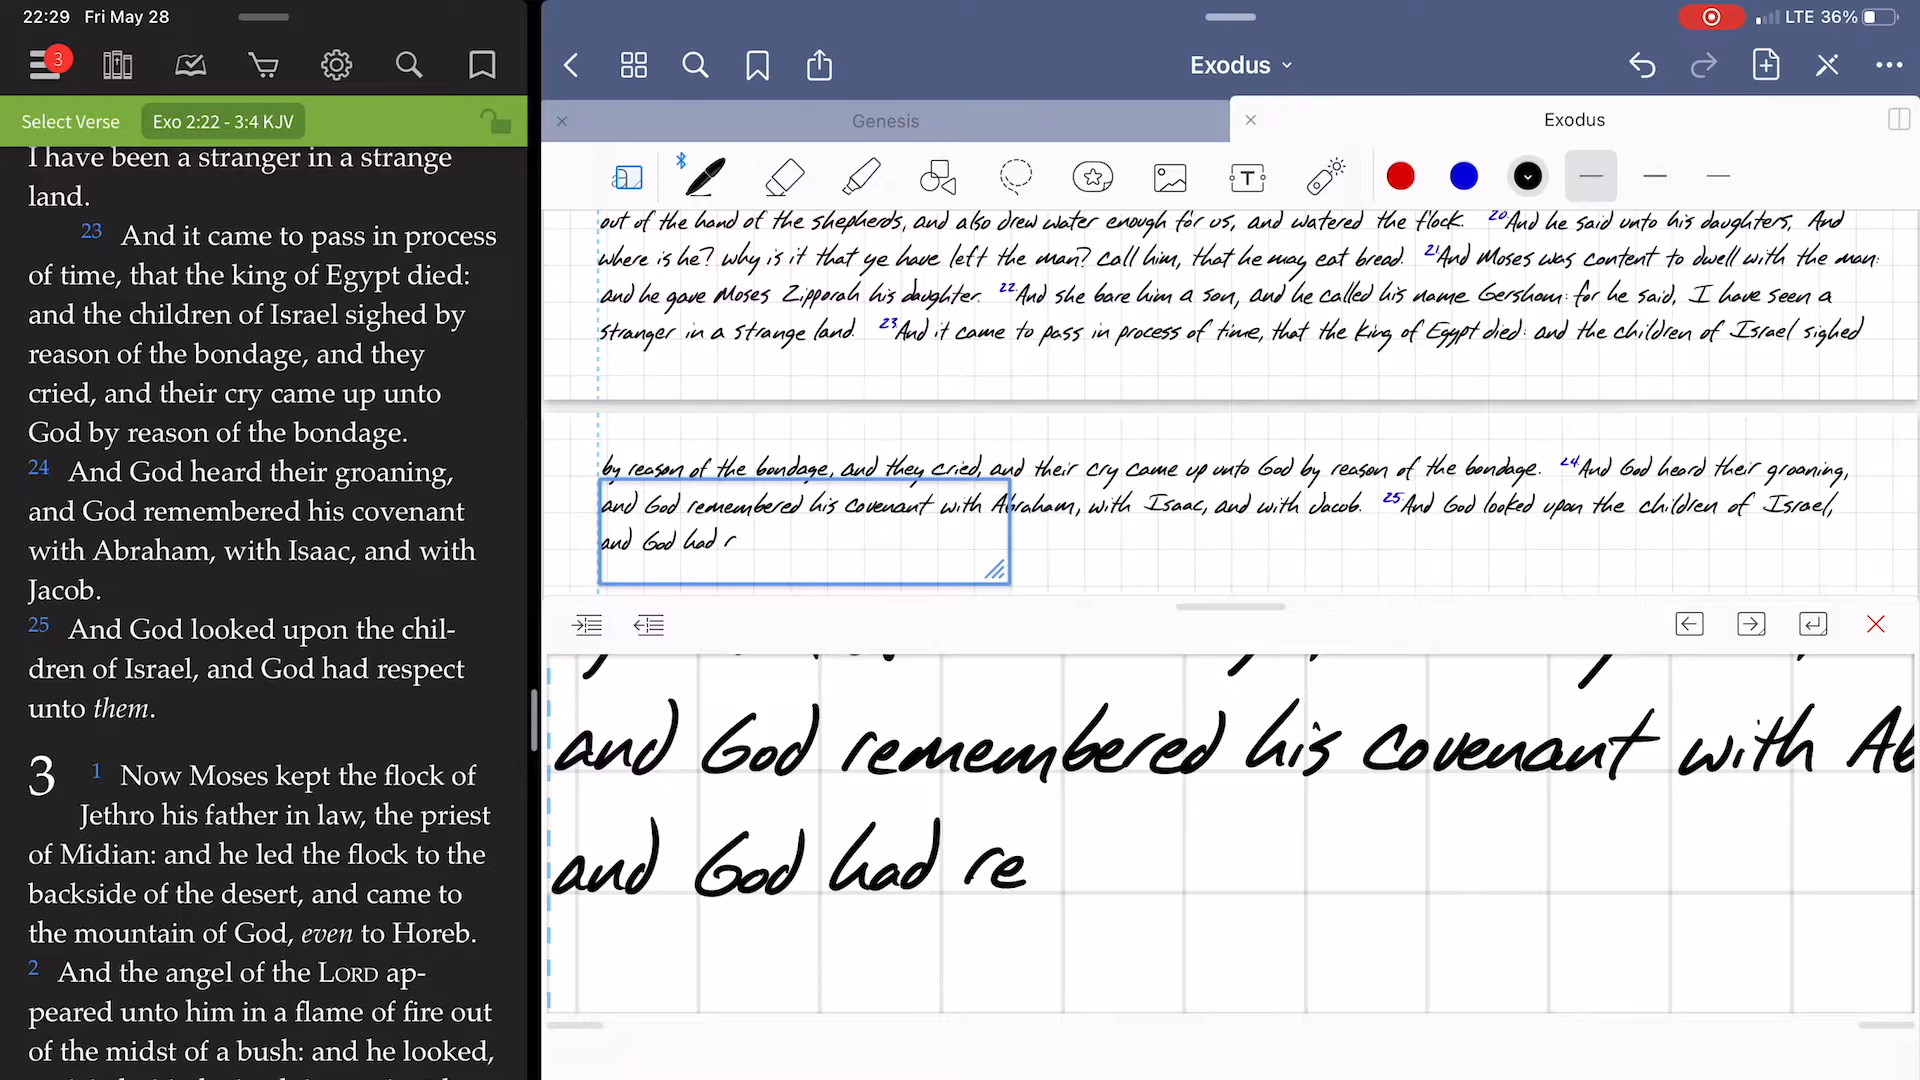 22:29 Fri May 28
LTE 36%
3
Select Verse
Exo 2:22 - 3:4 KJV
I have been a stranger in a strange
land.
23 And it came to pass in process
of time, that the king of Egypt died:
and the children of Israel sighed by
reason of the bondage, and they
cried, and their cry came up unto
God by reason of the bondage.
24 And God heard their groaning,
and God remembered his covenant
with Abraham, with Isaac, and with
Jacob.
25 And God looked upon the chil-
dren of Israel, and God had respect
unto them.
3 1 Now Moses kept the flock of
Jethro his father in law, the priest
of Midian: and he led the flock to the
backside of the desert, and came to
the mountain of God, even to Horeb.
2 And the angel of the LORD ap-
peared unto him in a flame of fire out
of the midst of a bush: and he looked,
Exodus
Genesis
Exodus
out of the hand of the shepherds, and also drew water enough for us, and watered the flock. 20 And he said unto his daughters, And
where is he? why is it that ye have left the man? call him, that he may eat bread. 21 And Moses was content to dwell with the man:
and he gave Moses Zipporah his daughter. 22 And she bare him a son, and he called his name Gershom: for he said, I have seen a
stranger in a strange land. 23 And it came to pass in process of time, that the king of Egypt died: and the children of Israel sighed
by reason of the bondage, and they cried, and their cry came up unto God by reason of the bondage. 24 And God heard their groaning,
and God remembered his covenant with Abraham, with Isaac, and with Jacob. 25 And God looked upon the children of Israel,
and God had r
and God remembered his covenant with Ab
and God had re